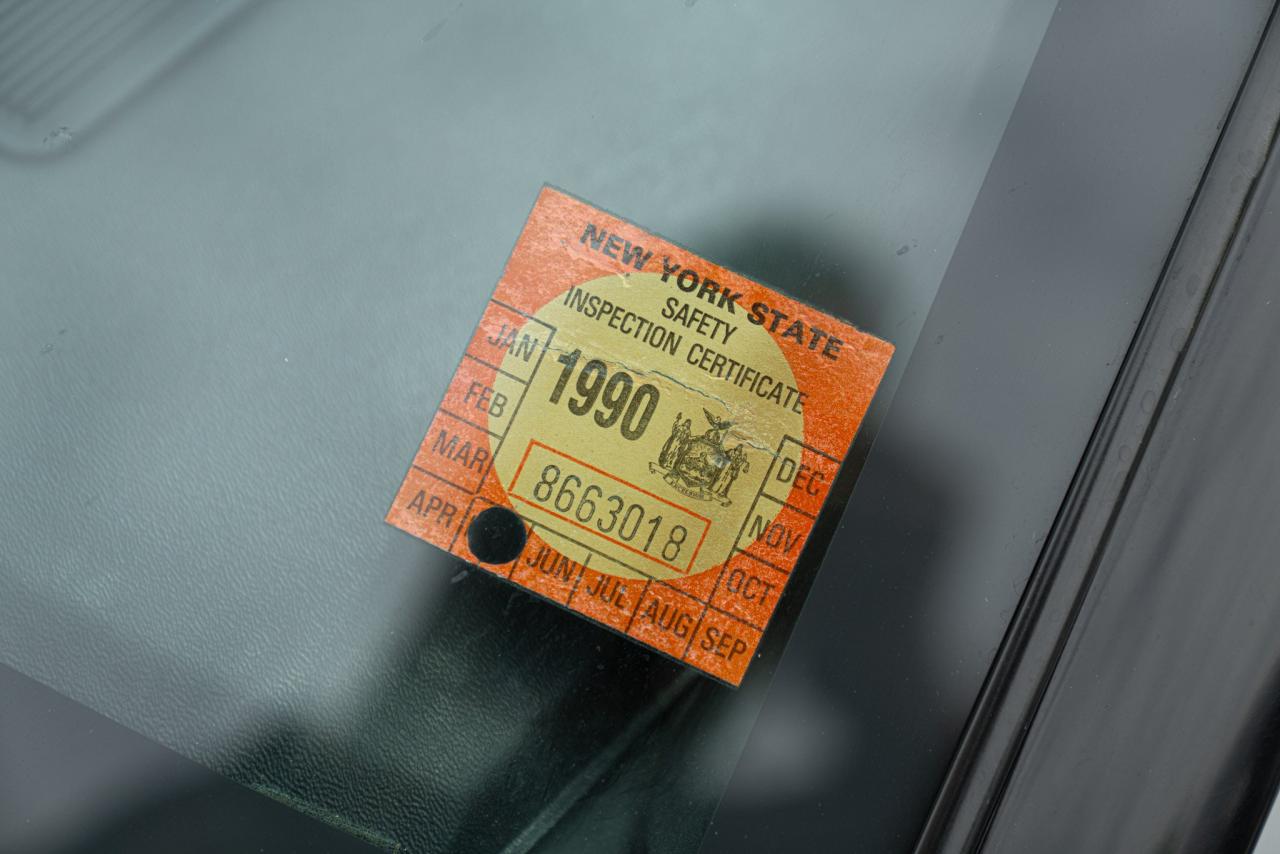 NEW YORK STATE
SAFETY
INSPECTION CERTIFICATE
1990
8663018
JAN
FEB
MAR
APR
JUN
JUL
AUG
SEP
OCT
NOV
DEC